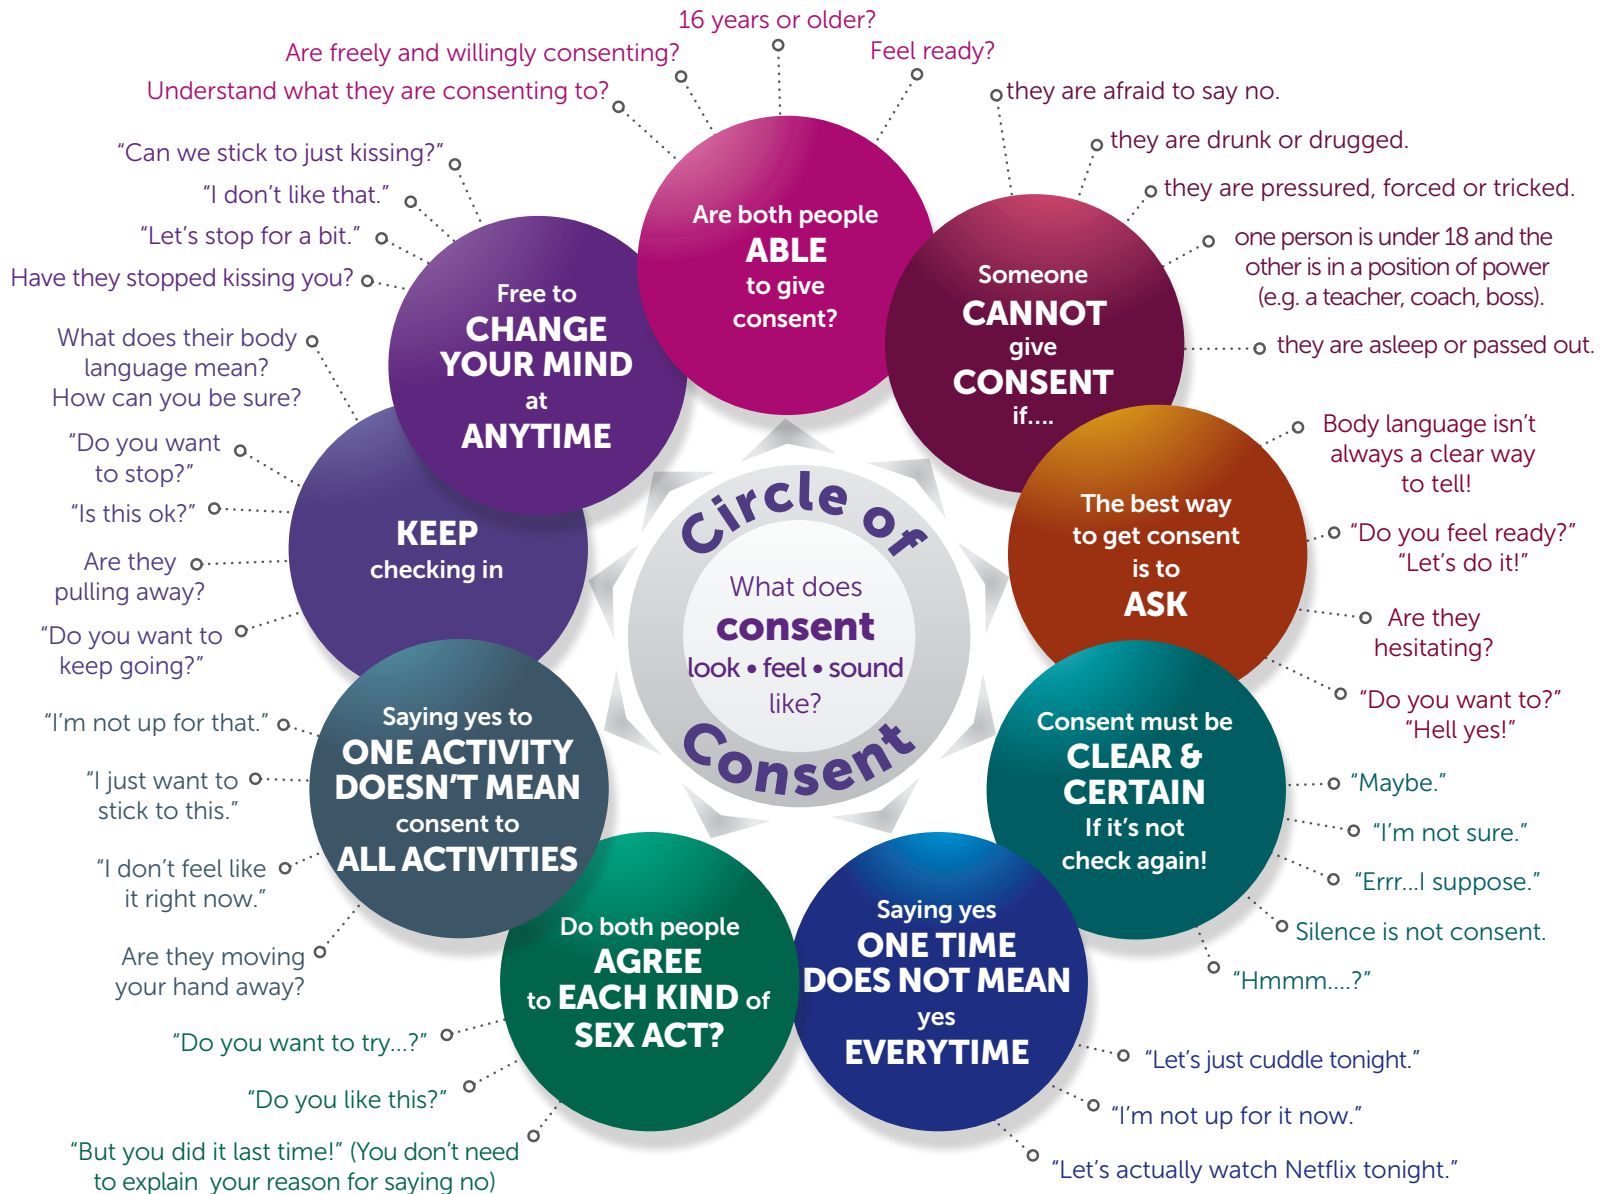 16 years or older?
Are freely and willingly consenting?
Feel ready?
Understand what they are consenting to?
Are both people
ABLE
to give
consent?
they are afraid to say no.
they are drunk or drugged.
they are pressured, forced or tricked.
one person is under 18 and the
other is in a position of power
(e.g. a teacher, coach, boss).
they are asleep or passed out.
Someone
CANNOT
give
CONSENT
if....
Body language isn't
always a clear way
to tell!
"Do you feel ready?"
"Let's do it!"
Are they
hesitating?
"Do you want to?"
"Hell yes!"
The best way
to get consent
is to
ASK
Consent must be
CLEAR &
CERTAIN
If it's not
check again!
"Maybe."
"I'm not sure."
"Errr...I suppose."
Silence is not consent.
"Hmmm....?"
Saying yes
ONE TIME
DOES NOT MEAN
yes
EVERYTIME
"Let's just cuddle tonight."
"I'm not up for it now."
"Let's actually watch Netflix tonight."
Do both people
AGREE
to EACH KIND of
SEX ACT?
"Do you want to try...?"
"Do you like this?"
"But you did it last time!" (You don't need
to explain your reason for saying no)
Saying yes to
ONE ACTIVITY
DOESN'T MEAN
consent to
ALL ACTIVITIES
"I'm not up for that."
"I just want to
stick to this."
"I don't feel like
it right now."
Are they moving
your hand away?
KEEP
checking in
What does their body
language mean?
How can you be sure?
"Do you want
to stop?"
"Is this ok?"
Are they
pulling away?
"Do you want to
keep going?"
Free to
CHANGE
YOUR MIND
at
ANYTIME
"Can we stick to just kissing?"
"I don't like that."
"Let's stop for a bit."
Have they stopped kissing you?
Circle of
Consent
What does
consent
look • feel • sound
like?